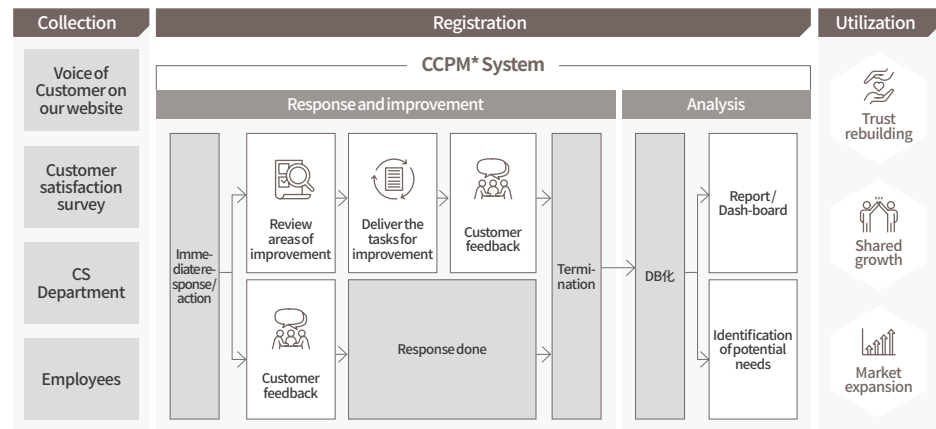 Collection
Registration
Utilization
Voice of
Customer on
our website
Customer
satisfaction
survey
CS
Department
Employees
CCPM* System
Response and improvement
Analysis
Imme-
diatere-
sponse/
action
Review
areas of
improvement
Deliver the
tasks for
improvement
Customer
feedback
Customer
feedback
Response done
Termi-
nation
DB化
Report /
Dash-board
Identification
of potential
needs
Trust
rebuilding
Shared
growth
Market
expansion